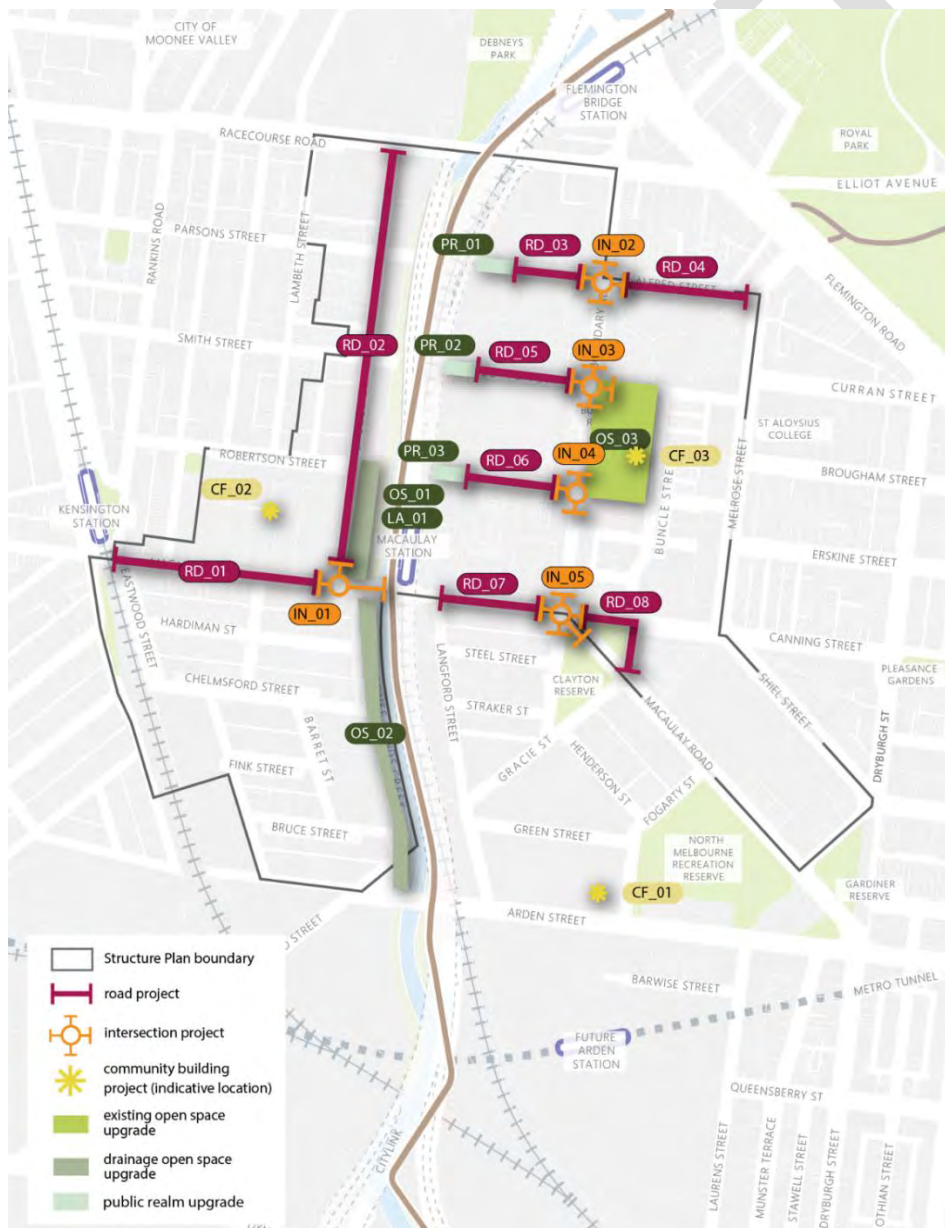 CITY OF
MOONEE VALLEY
DEBNEYS
PARK
FLEMINGTON
BRIDGE
STATION
RACECOURSE ROAD
ROYAL
PARK
ELLIOT AVENUE
RANKINS ROAD
PARSONS STREET
LAMBETH STREET
PR_01
RD_03
IN_02
RD_04
FLEMINGTON ROAD
SMITH STREET
RD_02
PR_02
RD_05
IN_03
CURRAN STREET
ST ALOYSIUS
COLLEGE
MELROSE STREET
ROBERTSON STREET
PR_03
RD_06
IN_04
OS_03
CF_03
BROUGHAM STREET
CF_02
OS_01
LA_01
BUNCLE STREET
KENSINGTON
STATION
MACAULAY
STATION
ERSKINE STREET
RD_01
IN_01
RD_07
IN_05
RD_08
EASTWOOD STREET
HARDIMAN ST
LANGFORD STREET
STEEL STREET
CANNING STREET
CLAYTON
RESERVE
PLEASANCE
GARDENS
CHELMSFORD STREET
STRAKER ST
SHIEL STREET
MACAULAY ROAD
BARRET ST
OS_02
GRACIE ST
HENDERSON ST
DRYBURGH ST
FINK STREET
FOGARTY ST
BRUCE STREET
GREEN STREET
NORTH
MELBOURNE
RECREATION
RESERVE
CF_01
GARDINER
RESERVE
ARDEN STREET
BARWISE STREET
METRO TUNNEL
FUTURE
ARDEN
STATION
QUEENSBERRY ST
CITYLINK
LAURENS STREET
MUNSTER TERRACE
STAWELL STREET
DRYBURGH STREET
Structure Plan boundary
road project
intersection project
community building
project (indicative location)
existing open space
upgrade
drainage open space
upgrade
public realm upgrade